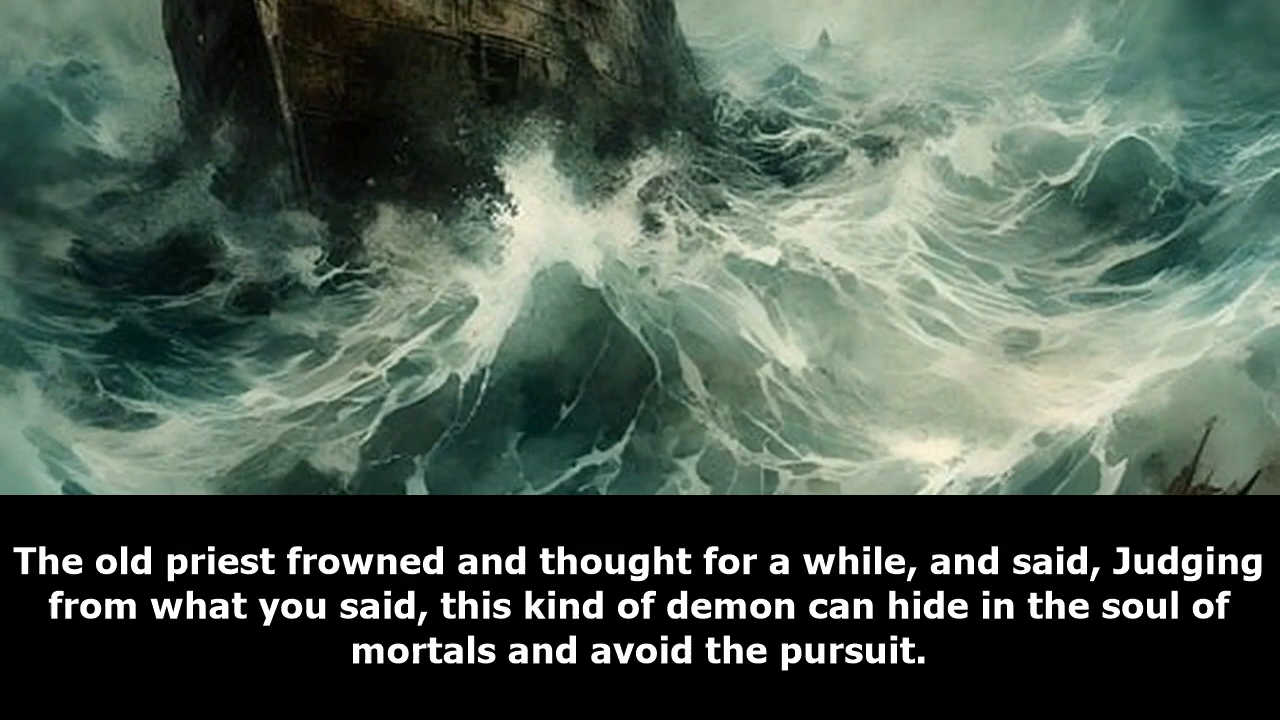 The old priest frowned and thought for a while, and said, Judging
from what you said, this kind of demon can hide in the soul of
mortals and avoid the pursuit.